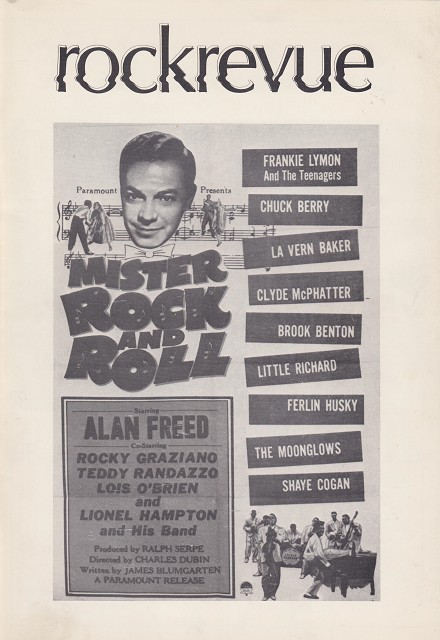 rockrevue
Paramount Presents
MISTER
ROCK
AND
ROLL
FRANKIE LYMON
And The Teenagers
CHUCK BERRY
LA VERN BAKER
CLYDE McPHATTER
BROOK BENTON
LITTLE RICHARD
FERLIN HUSKY
THE MOONGLOWS
SHAYE COGAN
Starring
ALAN FREED
Co-Starring
ROCKY GRAZIANO
TEDDY RANDAZZO
LOIS O'BRIEN
and
LIONEL HAMPTON
and His Band
Produced by RALPH SERPE
Directed by CHARLES DUBIN
Written by JAMES BLUMGARTEN
A PARAMOUNT RELEASE